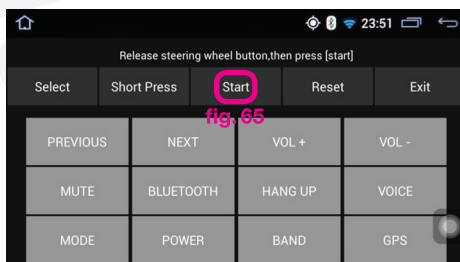 23:51
Release steering wheel button,then press [start]
Select Short Press Start Reset Exit
fig. 65
PREVIOUS NEXT VOL + VOL -
MUTE BLUETOOTH HANG UP VOICE
MODE POWER BAND GPS